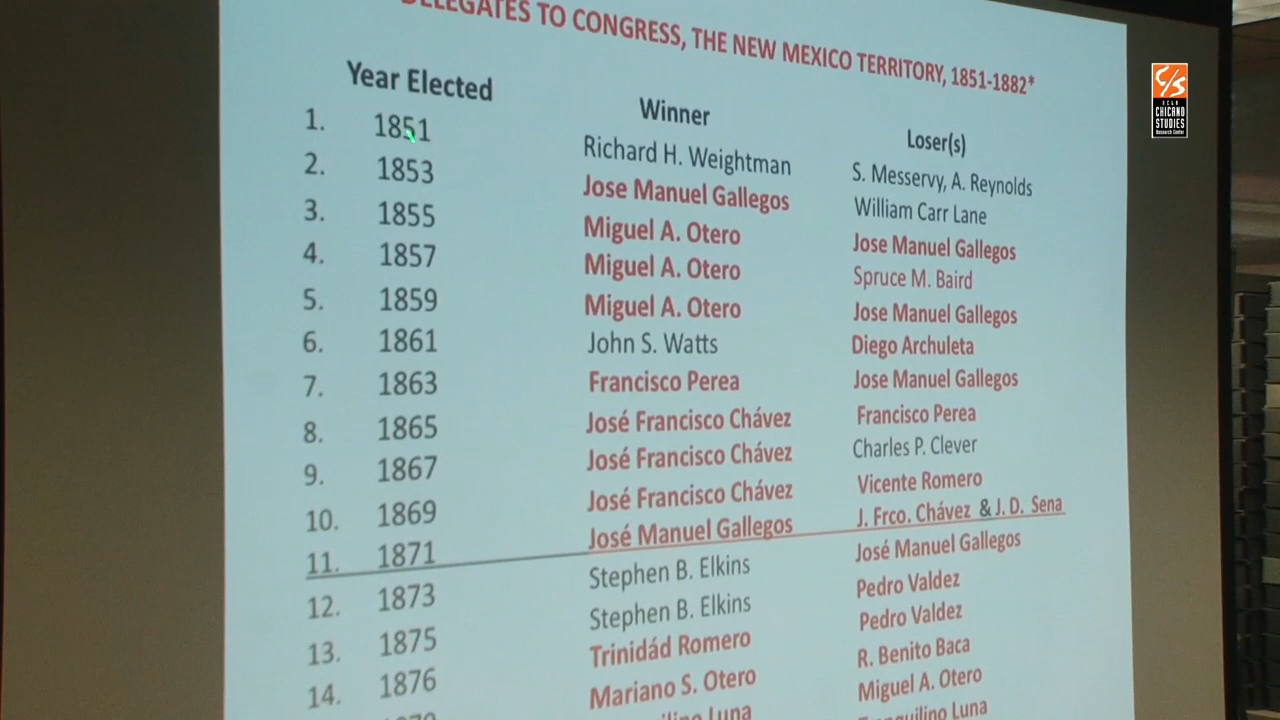 DELEGATES TO CONGRESS, THE NEW MEXICO TERRITORY, 1851-1882*
Year Elected Winner Loser(s)
1. 1851 Richard H. Weightman S. Messervy, A. Reynolds
2. 1853 Jose Manuel Gallegos William Carr Lane
3. 1855 Miguel A. Otero Jose Manuel Gallegos
4. 1857 Miguel A. Otero Spruce M. Baird
5. 1859 Miguel A. Otero Jose Manuel Gallegos
6. 1861 John S. Watts Diego Archuleta
7. 1863 Francisco Perea Jose Manuel Gallegos
8. 1865 José Francisco Chávez Francisco Perea
9. 1867 José Francisco Chávez Charles P. Clever
10. 1869 José Francisco Chávez Vicente Romero
11. 1871 José Manuel Gallegos J. Frco. Chávez & J. D. Sena
12. 1873 Stephen B. Elkins José Manuel Gallegos
13. 1875 Stephen B. Elkins Pedro Valdez
14. 1876 Trinidád Romero Pedro Valdez
Mariano S. Otero R. Benito Baca
Luna Miguel A. Otero
Luna
C/S
UCLA
CHICANO
STUDIES
Research Center